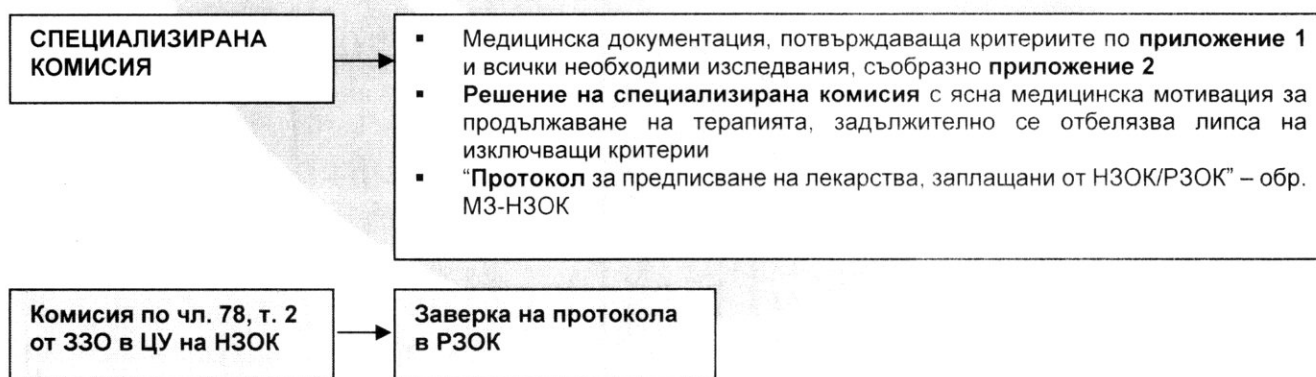 СПЕЦИАЛИЗИРАНА
КОМИСИЯ
▪ Медицинска документация, потвърждаваща критериите по приложение 1
и всички необходими изследвания, съобразно приложение 2
▪ Решение на специализирана комисия с ясна медицинска мотивация за
продължаване на терапията, задължително се отбелязва липса на
изключващи критерии
▪ “Протокол за предписване на лекарства, заплащани от НЗОК/РЗОК” – обр.
МЗ-НЗОК
Комисия по чл. 78, т. 2
от ЗЗО в ЦУ на НЗОК
Заверка на протокола
в РЗОК